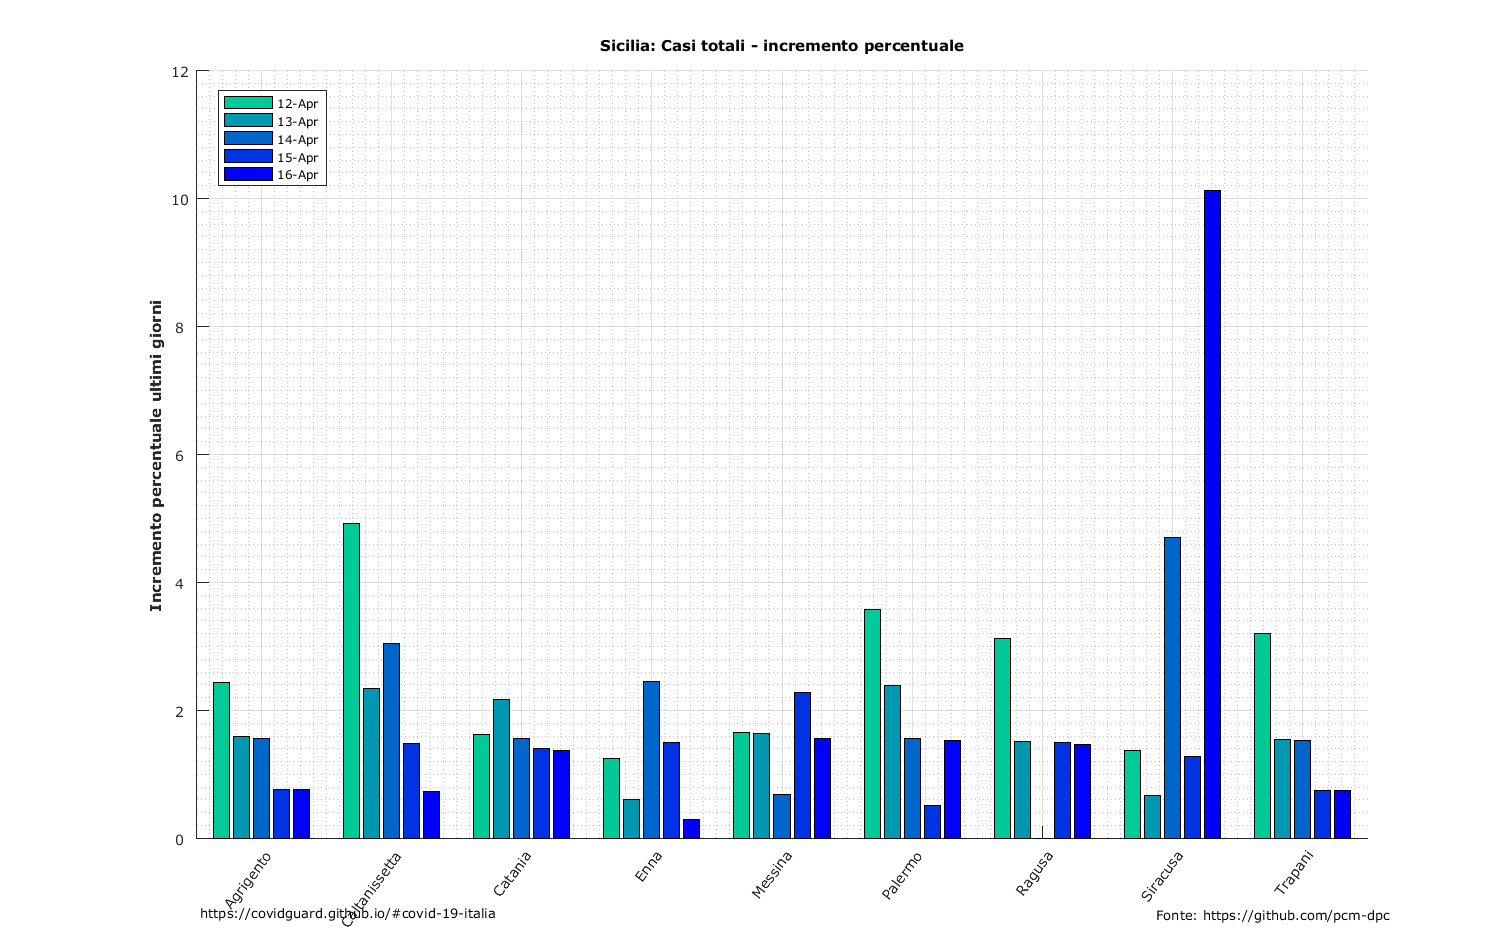 Sicilia: Casi totali - incremento percentuale
12
10
8
6
4
2
0
Incremento percentuale ultimi giorni
12-Apr
13-Apr
14-Apr
15-Apr
16-Apr
Agrigento
Caltanissetta
Catania
Enna
Messina
Palermo
Ragusa
Siracusa
Trapani
https://covidguard.github.io/#covid-19-italia
Fonte: https://github.com/pcm-dpc